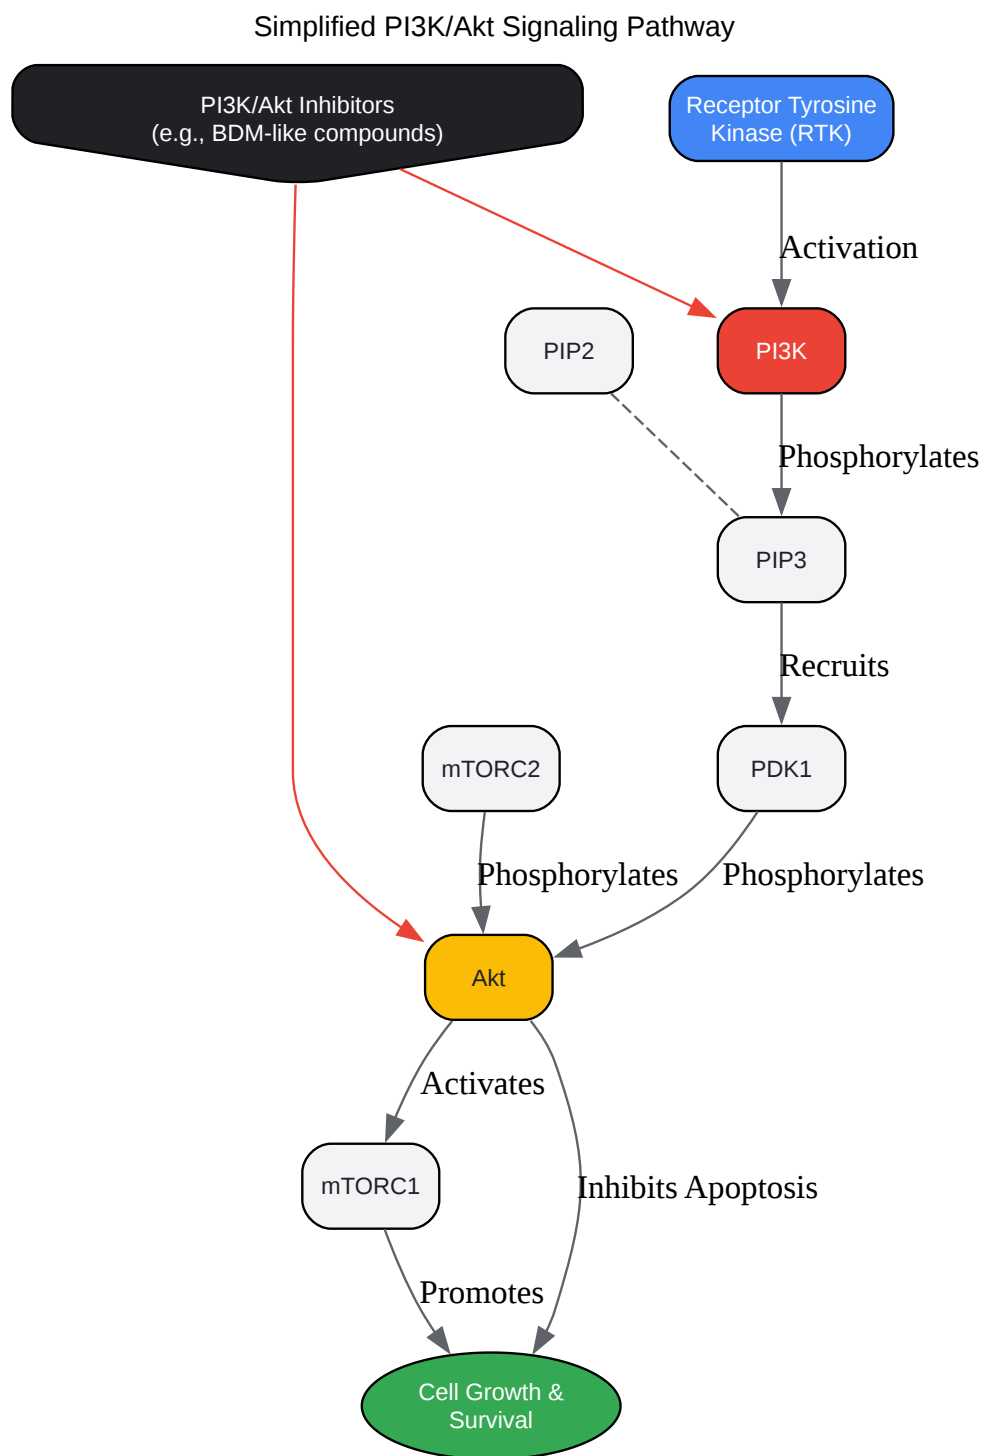 Simplified PI3K/Akt Signaling Pathway
PI3K/Akt Inhibitors
(e.g., BDM-like compounds)
Receptor Tyrosine
Kinase (RTK)
Activation
PIP2
PI3K
Phosphorylates
PIP3
Recruits
mTORC2
PDK1
Phosphorylates
Phosphorylates
Akt
Activates
mTORC1
Inhibits Apoptosis
Promotes
Cell Growth &
Survival